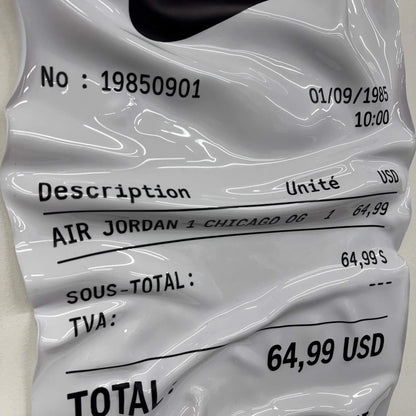 No : 19850901
01/09/1985
10:00
Description Unité USD
AIR JORDAN 1 CHICAGO OG 1 64,99
SOUS-TOTAL: 64,99 S
TVA: ---
TOTAL 64,99 USD